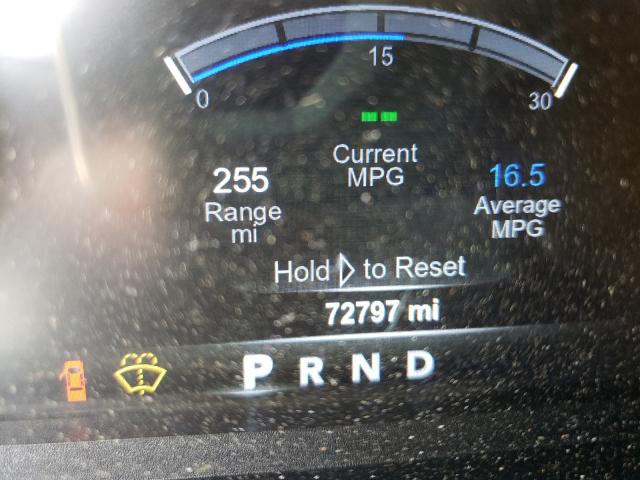 15
0
30
--
Current
MPG
255
Range
mi
16.5
Average
MPG
Hold ▷ to Reset
72797 mi
P R N D